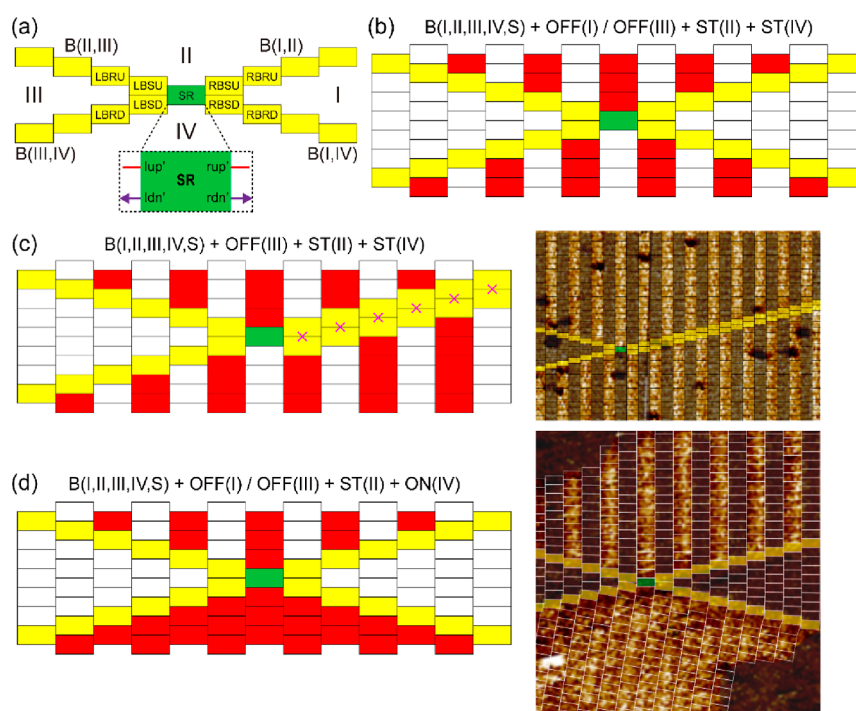 (a)
B(II,III)
II
B(I,II)
LBRU
LBSU
SR
RBSU
RBRU
III
I
LBRD
LBSD
RBSD
RBRD
IV
B(III,IV)
B(I,IV)
lup'
rup'
SR
ldn'
rdn'
(b)
B(I,II,III,IV,S) + OFF(I) / OFF(III) + ST(II) + ST(IV)
(c)
B(I,II,III,IV,S) + OFF(III) + ST(II) + ST(IV)
(d)
B(I,II,III,IV,S) + OFF(I) / OFF(III) + ST(II) + ON(IV)